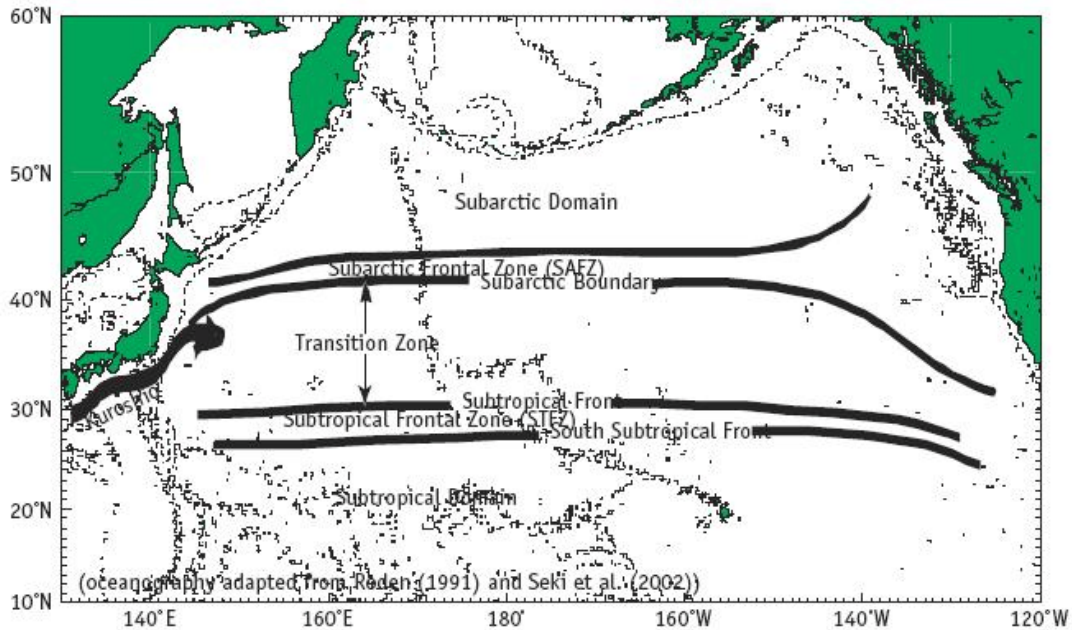 60°N
50°N
40°N
30°N
20°N
10°N
Subarctic Domain
Subarctic Frontal Zone (SAFZ)
Subarctic Boundary
Transition Zone
Kuroshio
Subtropical Front
Subtropical Frontal Zone (STFZ)
South Subtropical Front
Subtropical Domain
(oceanography adapted from Roden (1991) and Seki et al. (2002))
140°E
160°E
180°
160°W
140°W
120°W